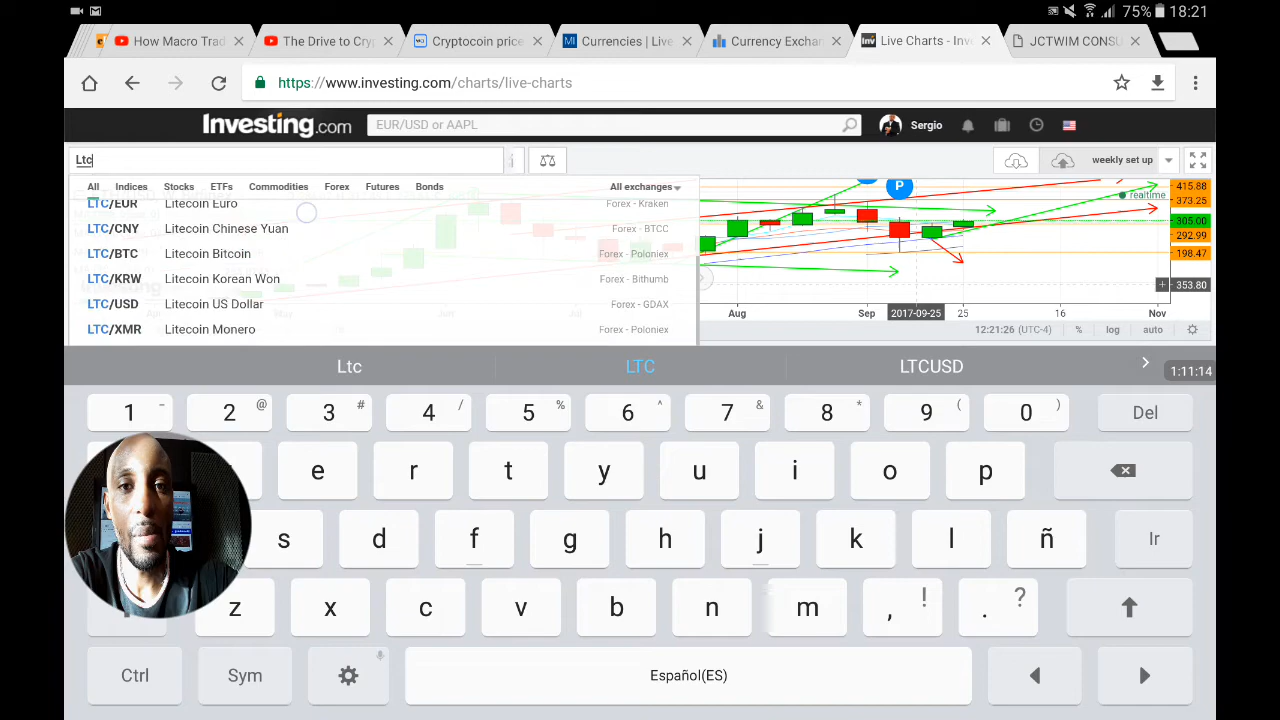 75% 18:21
How Macro Trad
The Drive to Cryp
Cryptocoin price
Currencies | Live
Currency Exchan
Live Charts - Inve
JCTWIM CONSU
https://www.investing.com/charts/live-charts
Investing.com
EUR/USD or AAPL
Sergio
Ltc
weekly set up
All Indices Stocks ETFs Commodities Forex Futures Bonds All exchanges
LTC/EUR Litecoin Euro Forex - Kraken
LTC/CNY Litecoin Chinese Yuan Forex - BTCC
LTC/BTC Litecoin Bitcoin Forex - Poloniex
LTC/KRW Litecoin Korean Won Forex - Bithumb
LTC/USD Litecoin US Dollar Forex - GDAX
LTC/XMR Litecoin Monero Forex - Poloniex
P
415.88
realtime
373.25
305.00
292.99
198.47
353.80
Aug Sep 2017-09-25 25 16 Nov
12:21:26 (UTC-4) % log auto
Ltc LTC LTCUSD
1:11:14
1 - 2 @ 3 # 4 / 5 % 6 ^ 7 & 8 * 9 ( 0 ) Del
e r t y u i o p
s d f g h j k l ñ Ir
z x c v b n m , ! . ?
Ctrl Sym Español(ES)